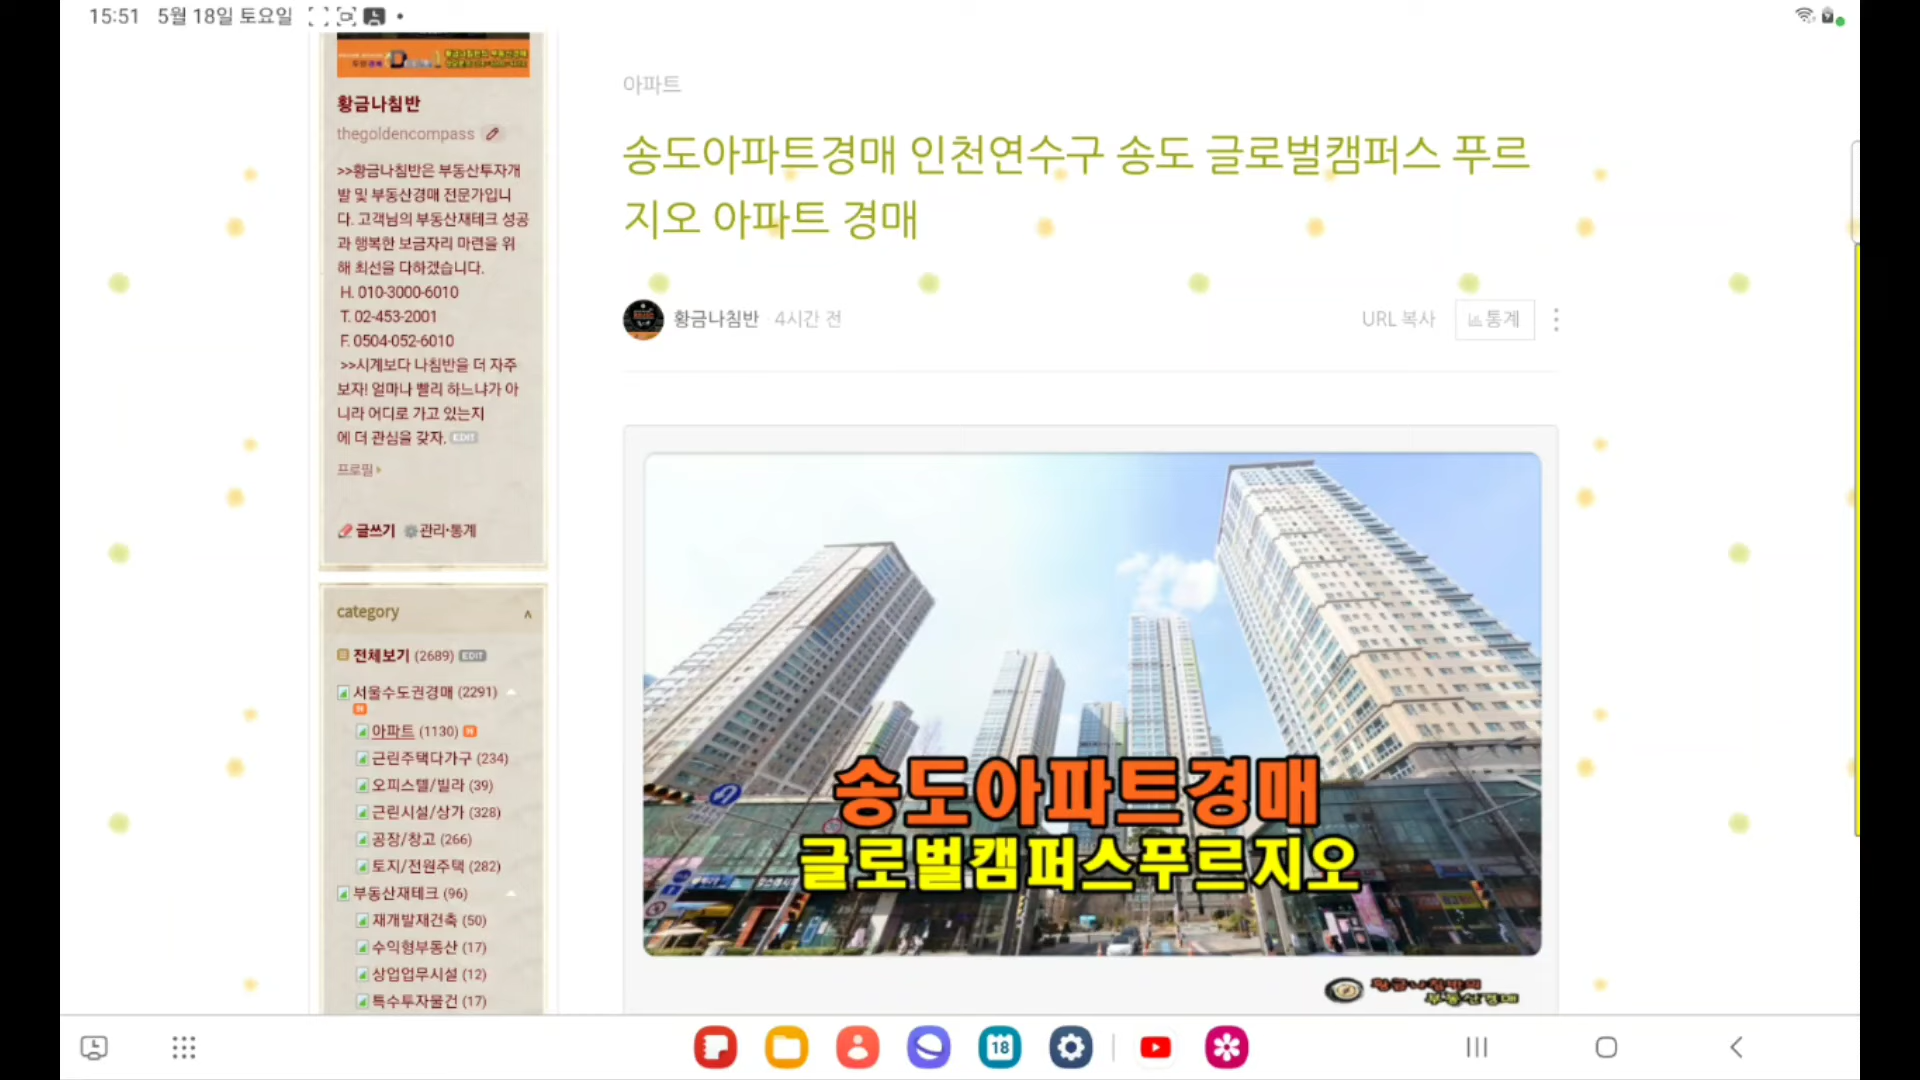 15:51 5월 18일 토요일
황금나침반
thegoldencompass
>>황금나침반은 부동산투자개
발 및 부동산경매 전문가입니
다. 고객님의 부동산재테크 성공
과 행복한 보금자리 마련을 위
해 최선을 다하겠습니다.
H. 010-3000-6010
T. 02-453-2001
F. 0504-052-6010
>>시계보다 나침반을 더 자주
보자! 얼마나 빨리 하느냐가 아
니라 어디로 가고 있는지
에 더 관심을 갖자. EDIT
프로필
글쓰기 관리·통계
category
전체보기 (2689) EDIT
서울수도권경매 (2291)
N
아파트 (1130) N
근린주택다가구 (234)
오피스텔/빌라 (39)
근린시설/상가 (328)
공장/창고 (266)
토지/전원주택 (282)
부동산재테크 (96)
재개발재건축 (50)
수익형부동산 (17)
상업업무시설 (12)
특수투자물건 (17)
아파트
송도아파트경매 인천연수구 송도 글로벌캠퍼스 푸르
지오 아파트 경매
황금나침반 4시간 전
URL 복사 통계
송도아파트경매
글로벌캠퍼스푸르지오
황금나침반의
부동산경매
18